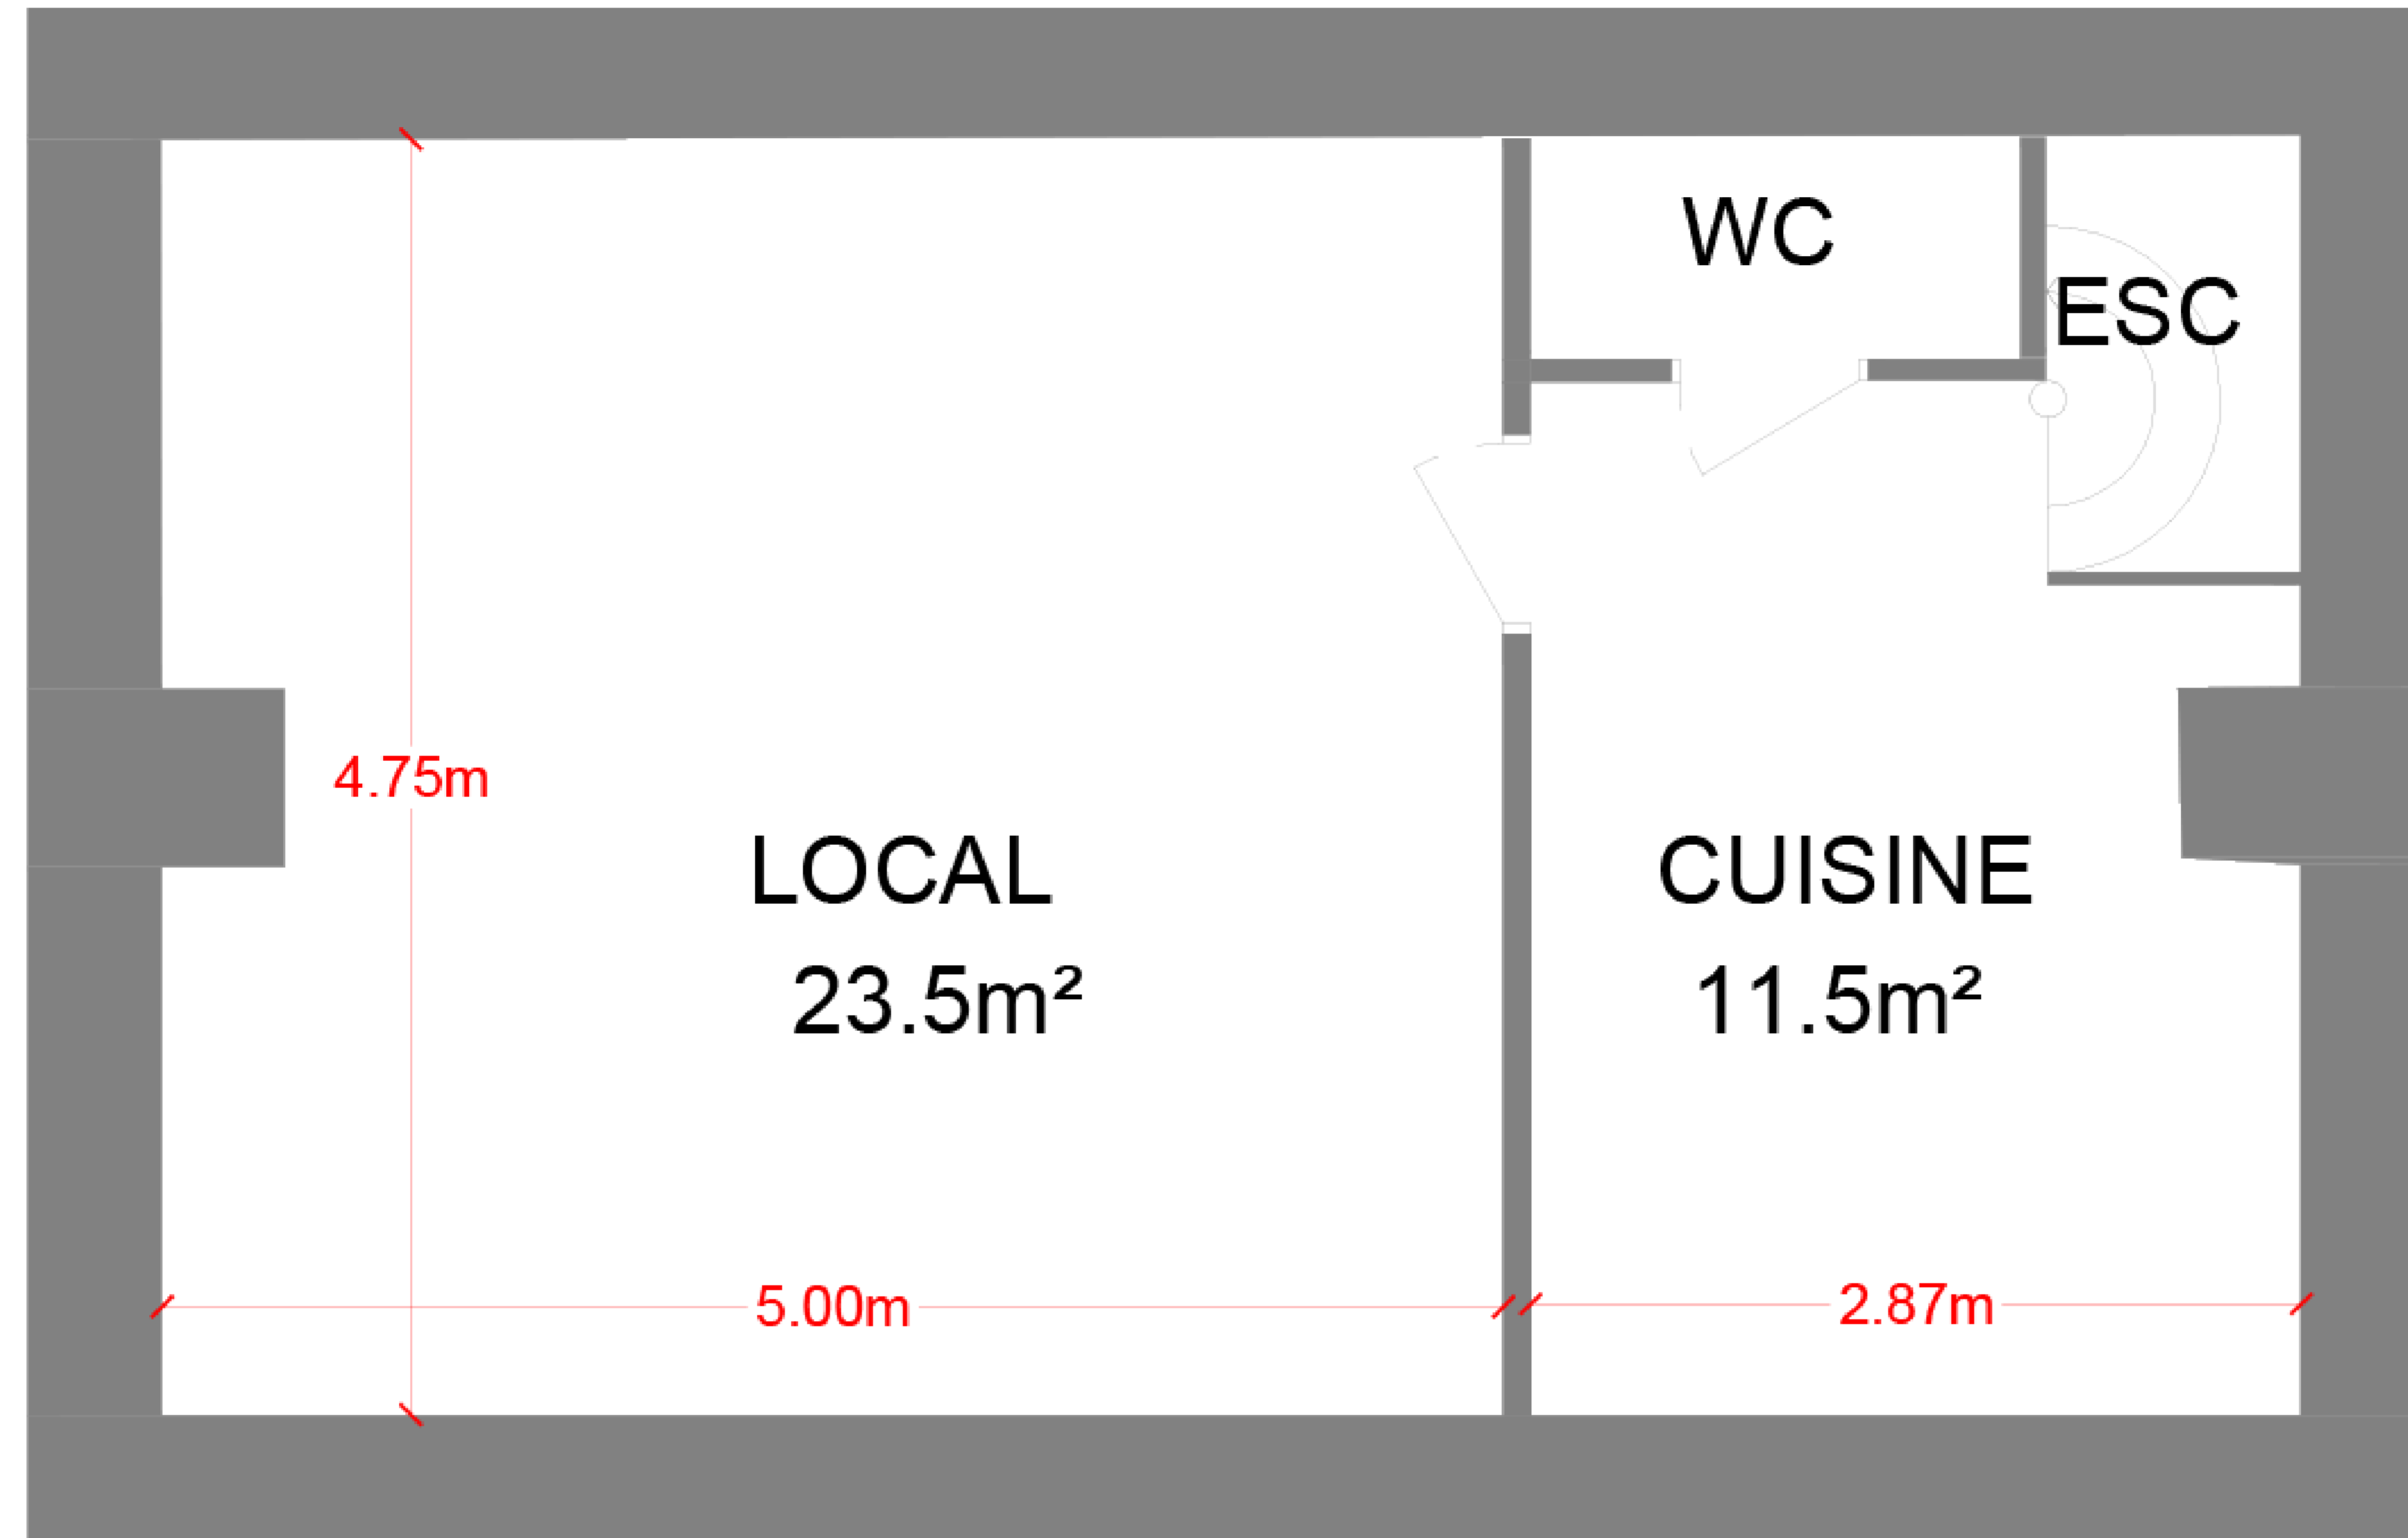 WC
ESC
4.75m
LOCAL
23.5m²
CUISINE
11.5m²
5.00m
2.87m